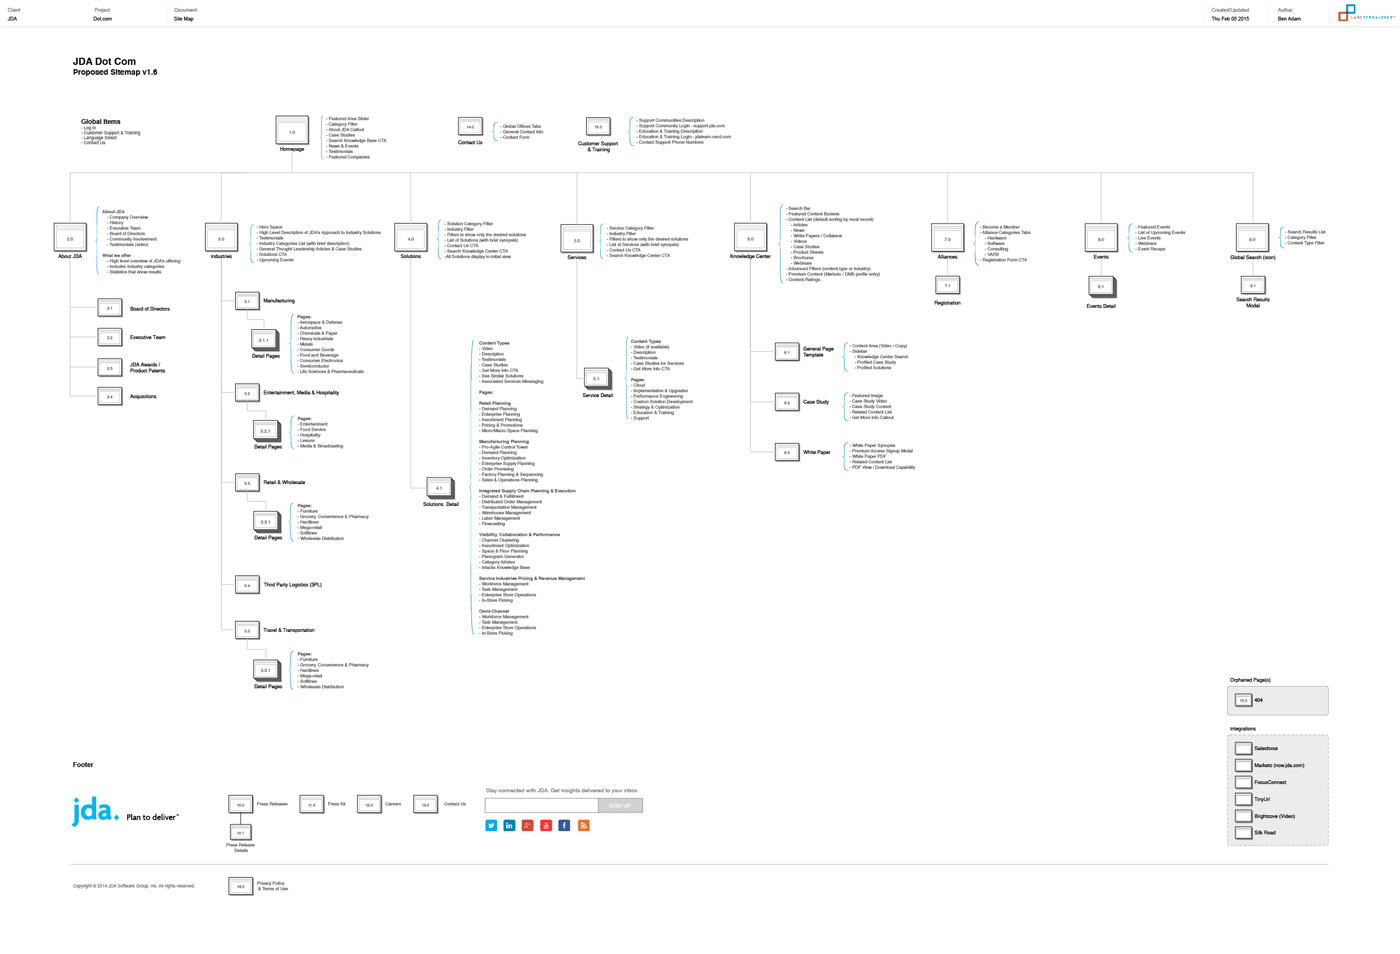 Client
JDA
Project
Dot.com
Document
Site Map
Created/Updated
Thu Feb 05 2015
Author
Ben Adam
JDA Dot Com
Proposed Sitemap v1.6
Global Items
- Log In
- Customer Support & Training
- Language Select
- Contact Us
1.0
Homepage
- Featured Area Slider
- Category Filter
- About JDA Callout
- Case Studies
- Search Knowledge Base CTA
- News & Events
- Testimonials
- Featured Companies
14.0
Contact Us
- Global Offices Tabs
- General Contact Info
- Contact Form
15.0
Customer Support
& Training
- Support Communities Description
- Support Community Login - support.jda.com
- Education & Training Description
- Education & Training Login - jdalearn.csod.com
- Contact Support Phone Numbers
2.0
About JDA
About JDA
- Company Overview
- History
- Executive Team
- Board of Directors
- Community Involvement
- Testimonials (video)
What we offer
- High level overview of JDA's offering
- Includes industry categories
- Statistics that show results
2.1
Board of Directors
2.2
Executive Team
2.3
JDA Awards /
Product Patents
2.4
Acquisitions
3.0
Industries
- Hero Space
- High Level Description of JDA's Approach to Industry Solutions
- Testimonials
- Industry Categories List (with brief description)
- General Thought Leadership Articles & Case Studies
- Solutions CTA
- Upcoming Events
3.1
Manufacturing
3.1.1
Detail Pages
Pages:
- Aerospace & Defense
- Automotive
- Chemicals & Paper
- Heavy Industrials
- Metals
- Consumer Goods
- Food and Beverage
- Consumer Electronics
- Semiconductor
- Life Sciences & Pharmaceuticals
3.2
Entertainment, Media & Hospitality
3.2.1
Detail Pages
Pages:
- Entertainment
- Food Service
- Hospitality
- Leisure
- Media & Broadcasting
3.3
Retail & Wholesale
3.3.1
Detail Pages
Pages:
- Furniture
- Grocery, Convenience & Pharmacy
- Hardlines
- Mega-retail
- Softlines
- Wholesale Distribution
3.4
Third Party Logistics (3PL)
3.5
Travel & Transportation
3.5.1
Detail Pages
Pages:
- Furniture
- Grocery, Convenience & Pharmacy
- Hardlines
- Mega-retail
- Softlines
- Wholesale Distribution
4.0
Solutions
- Solution Category Filter
- Industry Filter
- Filters to show only the desired solutions
- List of Solutions (with brief synopsis)
- Contact Us CTA
- Search Knowledge Center CTA
-All Solutions display in initial view
4.1
Solutions Detail
Content Types
- Video
- Description
- Testimonials
- Case Studies
- Get More Info CTA
- See Similar Solutions
- Associated Services Messaging
Pages:
Retail Planning
- Demand Planning
- Enterprise Planning
- Assortment Planning
- Pricing & Promotions
- Micro/Macro Space Planning
Manufacturing Planning
- Pro-Agile Control Tower
- Demand Planning
- Inventory Optimization
- Enterprise Supply Planning
- Order Promising
- Factory Planning & Sequencing
- Sales & Operations Planning
Integrated Supply Chain Planning & Execution
- Demand & Fulfillment
- Distributed Order Management
- Transportation Management
- Warehouse Management
- Labor Management
- Flowcasting
Visibility, Collaboration & Performance
- Channel Clustering
- Assortment Optimization
- Space & Floor Planning
- Planogram Generator
- Category Advisor
- Intactix Knowledge Base
Service Industries Pricing & Revenue Management
- Workforce Management
- Task Management
- Enterprise Store Operations
- In-Store Picking
Omni-Channel
- Workforce Management
- Task Management
- Enterprise Store Operations
- In-Store Picking
5.0
Services
- Service Category Filter
- Industry Filter
- Filters to show only the desired solutions
- List of Services (with brief synopsis)
- Contact Us CTA
- Search Knowledge Center CTA
5.1
Service Detail
Content Types
- Video (if available)
- Description
- Testimonials
- Case Studies for Services
- Get More Info CTA
Pages:
- Cloud
- Implementation & Upgrades
- Performance Engineering
- Custom Solution Development
- Strategy & Optimization
- Education & Training
- Support
6.0
Knowledge Center
- Search Bar
- Featured Content Buckets
- Content List (default sorting by most recent)
- Articles
- News
- White Papers / Collateral
- Videos
- Case Studies
- Product Sheets
- Brochures
- Webinars
- Advanced Filters (content type or industry)
- Premium Content (Marketo / DMS profile entry)
- Content Ratings
6.1
General Page
Template
- Content Area (Video / Copy)
- Sidebar
- Knowledge Center Search
- Profiled Case Study
- Profiled Solutions
6.2
Case Study
- Featured Image
- Case Study Video
- Case Study Content
- Related Content List
- Get More Info Callout
6.3
White Paper
- White Paper Synopsis
- Premium Access Signup Modal
- White Paper PDF
- Related Content List
- PDF View / Download Capability
7.0
Alliances
- Become a Member
- Alliance Categories Tabs
- Hardware
- Software
- Consulting
- VARB
- Registration Form CTA
7.1
Registration
8.0
Events
- Featured Events
- List of Upcoming Events
- Live Events
- Webinars
- Event Recaps
8.1
Events Detail
9.0
Global Search (icon)
- Search Results List
- Category Filter
- Content Type Filter
9.1
Search Results
Modal
Orphaned Page(s)
404
Integrations
Salesforce
Marketo (now.jda.com)
FocusConnect
TinyUrl
Brightcove (Video)
Silk Road
Footer
jda.
Plan to deliver™
10.0
Press Releases
11.0
Press Kit
12.0
Careers
13.0
Contact Us
10.1
Press Release
Details
Stay connected with JDA. Get insights delivered to your inbox.
SIGN UP
Copyright © 2014 JDA Software Group, Inc. All rights reserved.
Privacy Policy
& Terms of Use